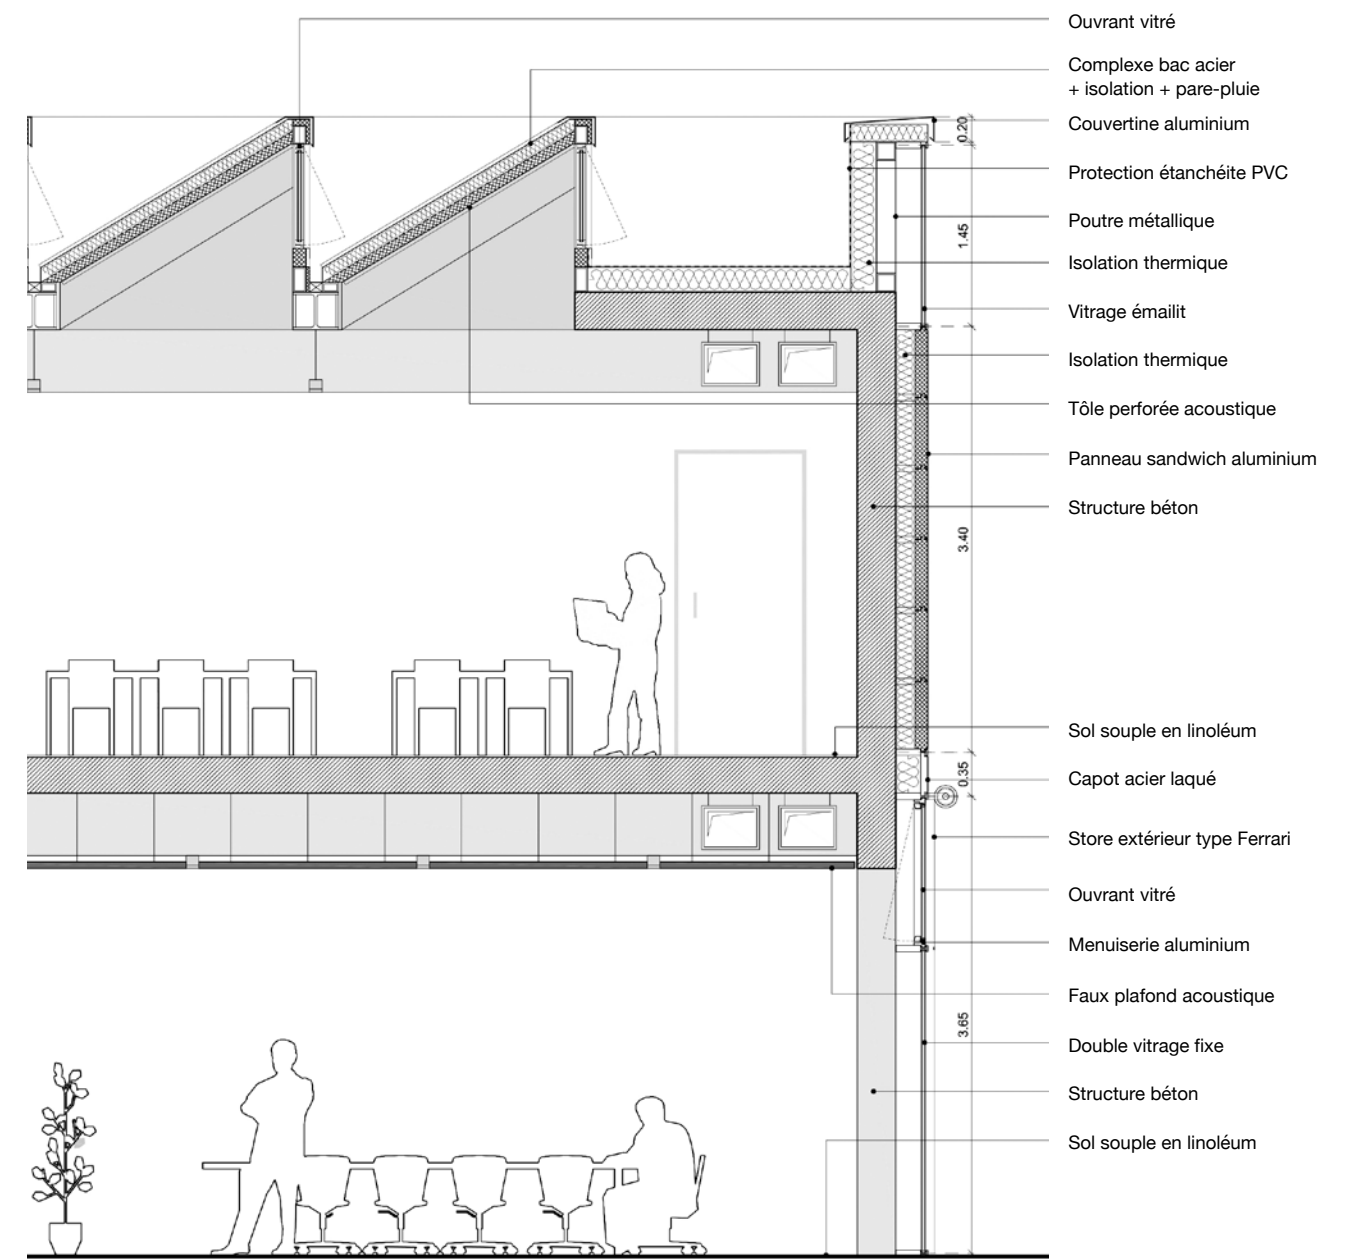 Ouvrant vitré
Complexe bac acier
+ isolation + pare-pluie
Couvertine aluminium
0.20
Protection étanchéite PVC
Poutre métallique
1.45
Isolation thermique
Vitrage émailit
Isolation thermique
Tôle perforée acoustique
Panneau sandwich aluminium
Structure béton
3.40
Sol souple en linoléum
0.35
Capot acier laqué
Store extérieur type Ferrari
Ouvrant vitré
Menuiserie aluminium
Faux plafond acoustique
3.65
Double vitrage fixe
Structure béton
Sol souple en linoléum